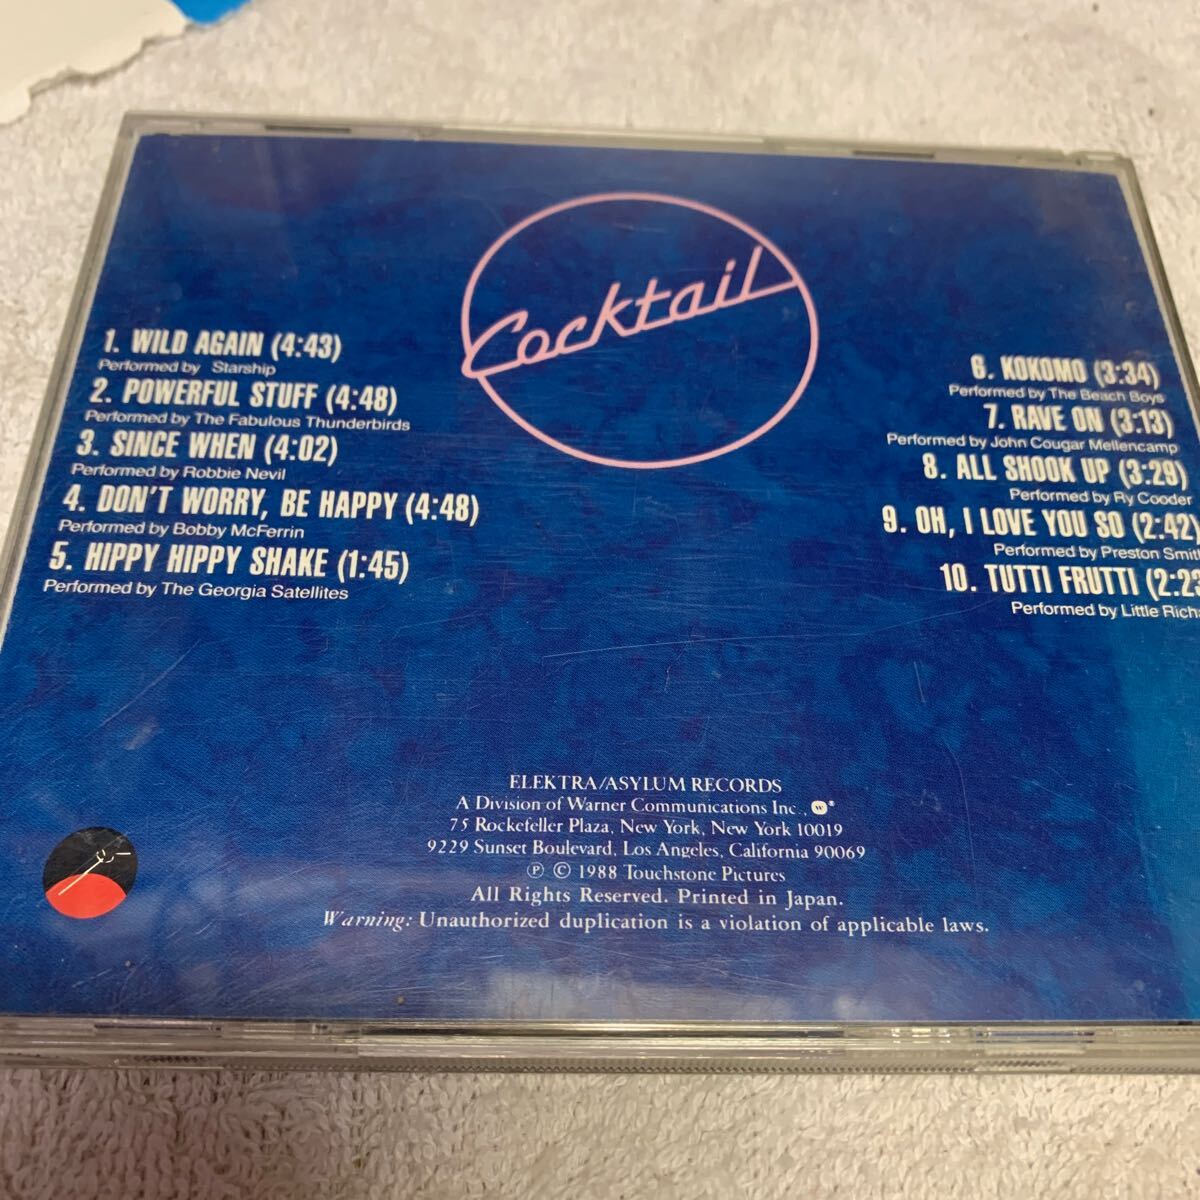 Cocktail
1. WILD AGAIN (4:43)
Performed by Starship
2. POWERFUL STUFF (4:48)
Performed by The Fabulous Thunderbirds
3. SINCE WHEN (4:02)
Performed by Robbie Nevil
4. DON'T WORRY, BE HAPPY (4:48)
Performed by Bobby McFerrin
5. HIPPY HIPPY SHAKE (1:45)
Performed by The Georgia Satellites
6. KOKOMO (3:34)
Performed by The Beach Boys
7. RAVE ON (3:13)
Performed by John Cougar Mellencamp
8. ALL SHOOK UP (3:29)
Performed by Ry Cooder
9. OH, I LOVE YOU SO (2:42)
Performed by Preston Smit
10. TUTTI FRUTTI (2:23
Performed by Little Richa
ELEKTRA/ASYLUM RECORDS
A Division of Warner Communications Inc., ⓦ®
75 Rockefeller Plaza, New York, New York 10019
9229 Sunset Boulevard, Los Angeles, California 90069
℗ © 1988 Touchstone Pictures
All Rights Reserved. Printed in Japan.
Warning: Unauthorized duplication is a violation of applicable laws.